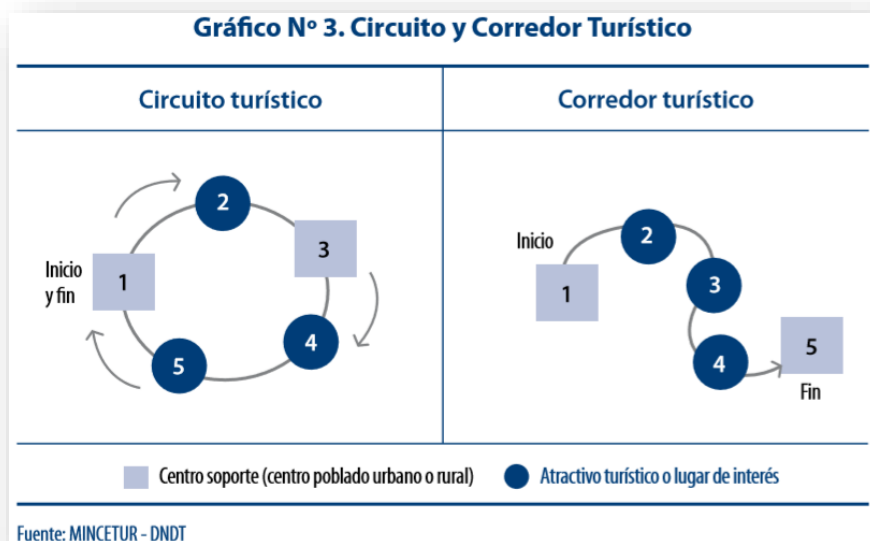 Gráfico Nº 3. Circuito y Corredor Turístico
Circuito turístico
Corredor turístico
2
3
Inicio
y fin
1
4
5
Inicio
2
1
3
5
4
Fin
Centro soporte (centro poblado urbano o rural)
Atractivo turístico o lugar de interés
Fuente: MINCETUR - DNDT